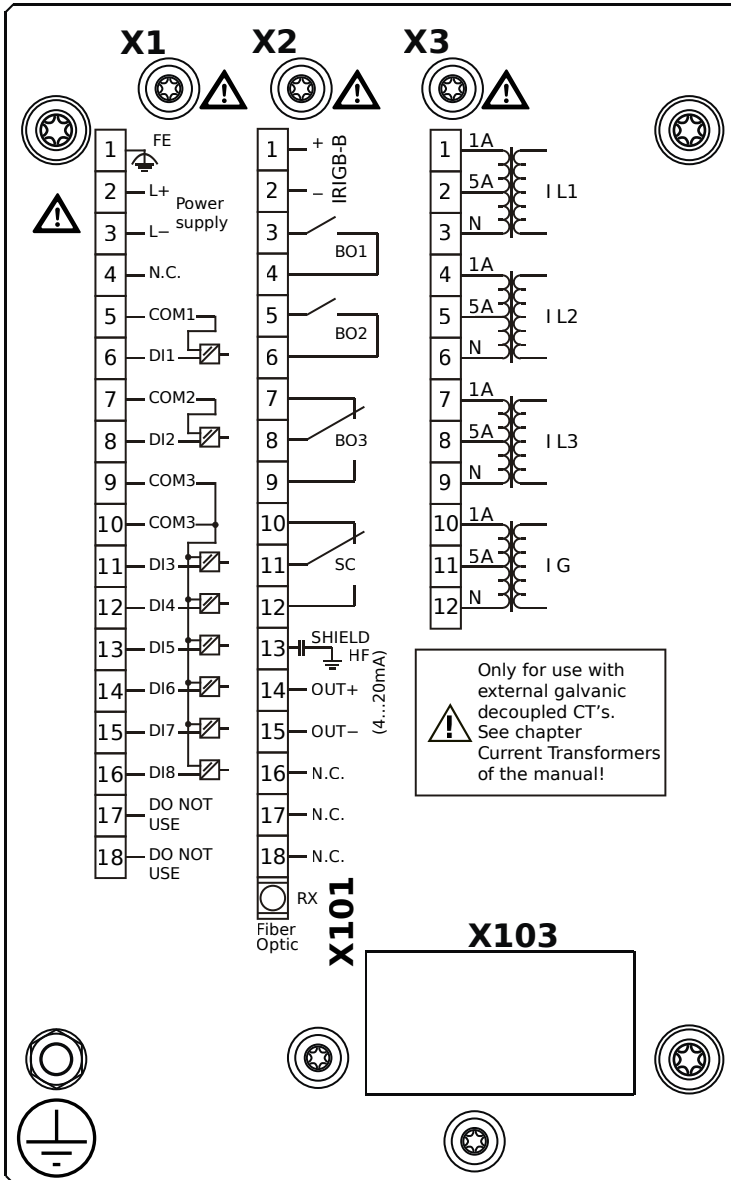 X1
X2
X3
1 FE
2 L+ Power supply
3 L−
4 N.C.
5 COM1
6 DI1
7 COM2
8 DI2
9 COM3
10 COM3
11 DI3
12 DI4
13 DI5
14 DI6
15 DI7
16 DI8
17 DO NOT
USE
18 DO NOT
USE
1 +
IRIGB-B
2 −
3
BO1
4
5
BO2
6
7
8 BO3
9
10
11 SC
12
13 SHIELD
HF
14 OUT+
(4...20mA)
15 OUT−
16 N.C.
17 N.C.
18 N.C.
RX
Fiber
Optic
X101
1 1A
2 5A I L1
3 N
4 1A
5 5A I L2
6 N
7 1A
8 5A I L3
9 N
10 1A
11 5A I G
12 N
Only for use with
external galvanic
decoupled CT's.
See chapter
Current Transformers
of the manual!
X103